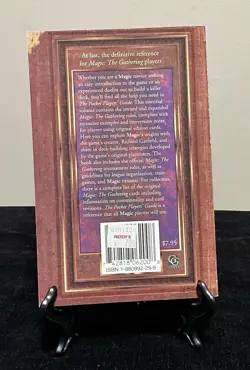 At last, the definitive reference
for Magic: The Gathering players
Whether you are a Magic novice seeking
an easy introduction to the game or an
experienced duelist out to build a killer
deck, you'll find all the help you need in
The Pocket Players' Guide. This essential
volume contains the revised and expanded
Magic: The Gathering rules, complete with
extensive examples and conversion notes
for players using original edition cards.
Here you can explore Magic's origins with
the game's creator, Richard Garfield, and
shine in deck-building strategies developed
by the game's original playtesters. The
book also includes the official Magic: The
Gathering tournament rules, as well as
guidelines for league organization, mini-
games, and Magic variants. For collectors,
there is a complete list of the original
Magic: The Gathering cards including
information on commonality and card
revisions. The Pocket Players' Guide is a
reference that all Magic players will use.
$7.95
ISBN 1-880992-29-8